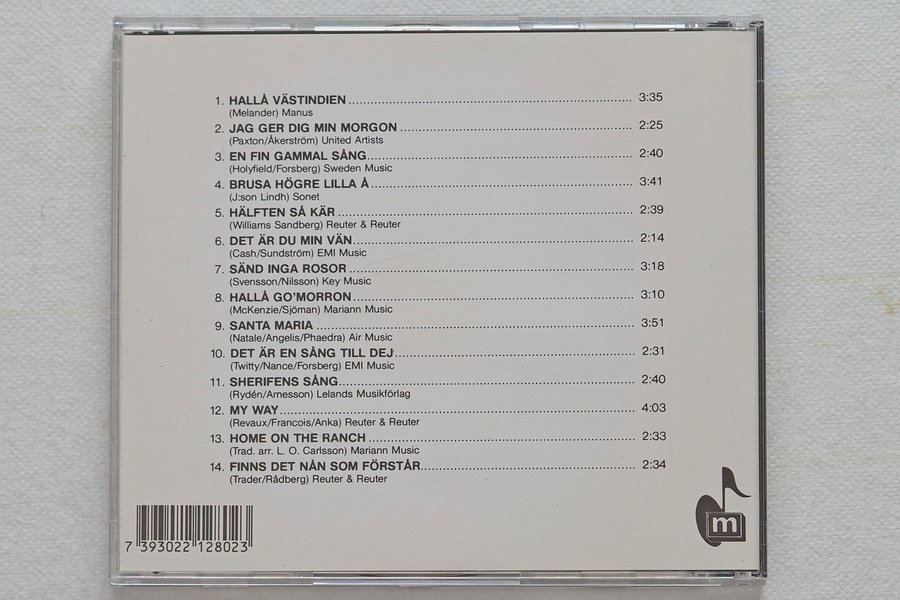 1. HALLÅ VÄSTINDIEN 3:35
(Melander) Manus
2. JAG GER DIG MIN MORGON 2:25
(Paxton/Åkerström) United Artists
3. EN FIN GAMMAL SÅNG 2:40
(Holyfield/Forsberg) Sweden Music
4. BRUSA HÖGRE LILLA Å 3:41
(J:son Lindh) Sonet
5. HÄLFTEN SÅ KÄR 2:39
(Williams Sandberg) Reuter & Reuter
6. DET ÄR DU MIN VÄN 2:14
(Cash/Sundström) EMI Music
7. SÄND INGA ROSOR 3:18
(Svensson/Nilsson) Key Music
8. HALLÅ GO'MORRON 3:10
(McKenzie/Sjöman) Mariann Music
9. SANTA MARIA 3:51
(Natale/Angelis/Phaedra) Air Music
10. DET ÄR EN SÅNG TILL DEJ 2:31
(Twitty/Nance/Forsberg) EMI Music
11. SHERIFENS SÅNG 2:40
(Rydén/Arnesson) Lelands Musikförlag
12. MY WAY 4:03
(Revaux/Francois/Anka) Reuter & Reuter
13. HOME ON THE RANCH 2:33
(Trad. arr. L. O. Carlsson) Mariann Music
14. FINNS DET NÅN SOM FÖRSTÅR 2:34
(Trader/Rådberg) Reuter & Reuter
m
7 393022 128023